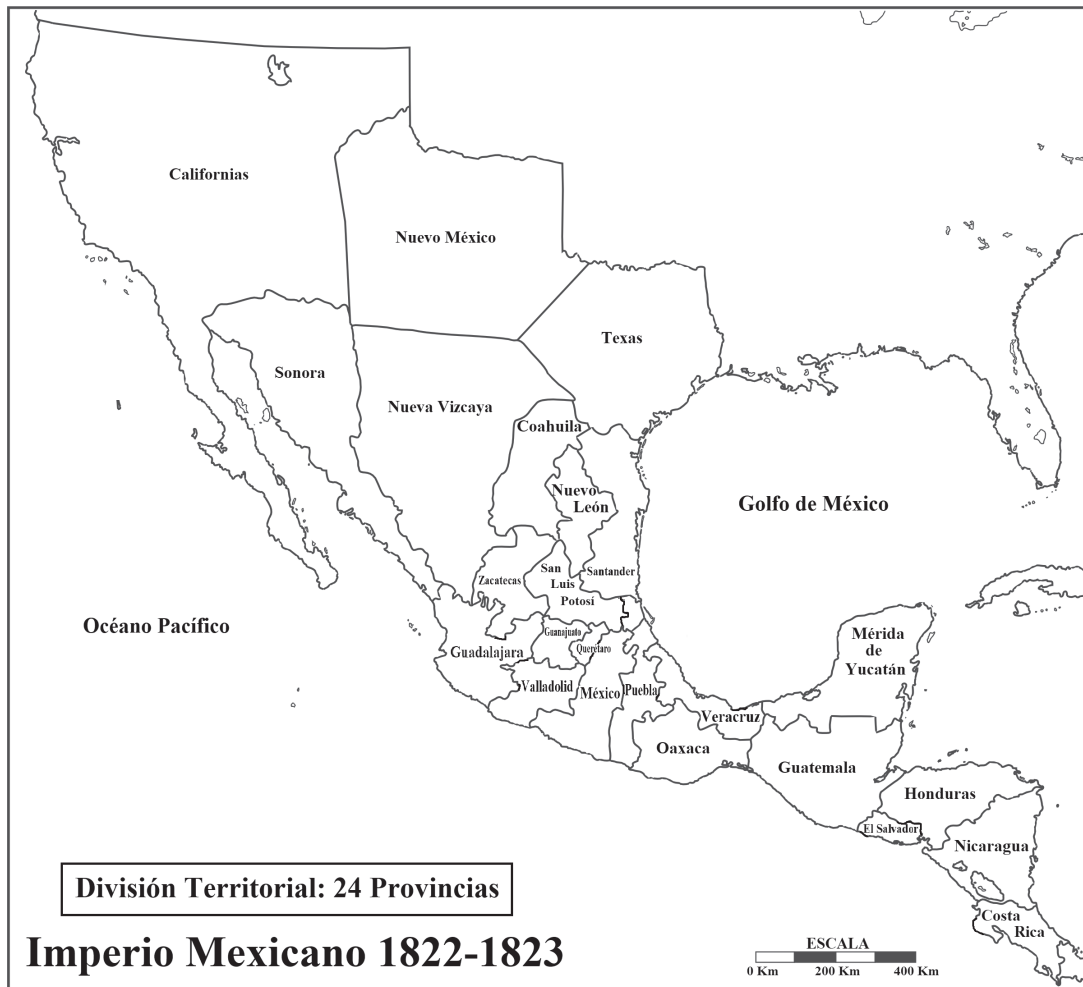 Californias
Nuevo México
Texas
Sonora
Nueva Vizcaya
Coahuila
Nuevo
León
Golfo de México
Zacatecas
San
Luis
Potosí
Santander
Océano Pacífico
Guadalajara
Guanajuato
Queretaro
Mérida
de
Yucatán
Valladolid
México
Puebla
Veracruz
Oaxaca
Guatemala
Honduras
El Salvador
Nicaragua
Costa
Rica
División Territorial: 24 Provincias
Imperio Mexicano 1822-1823
ESCALA
0 Km 200 Km 400 Km